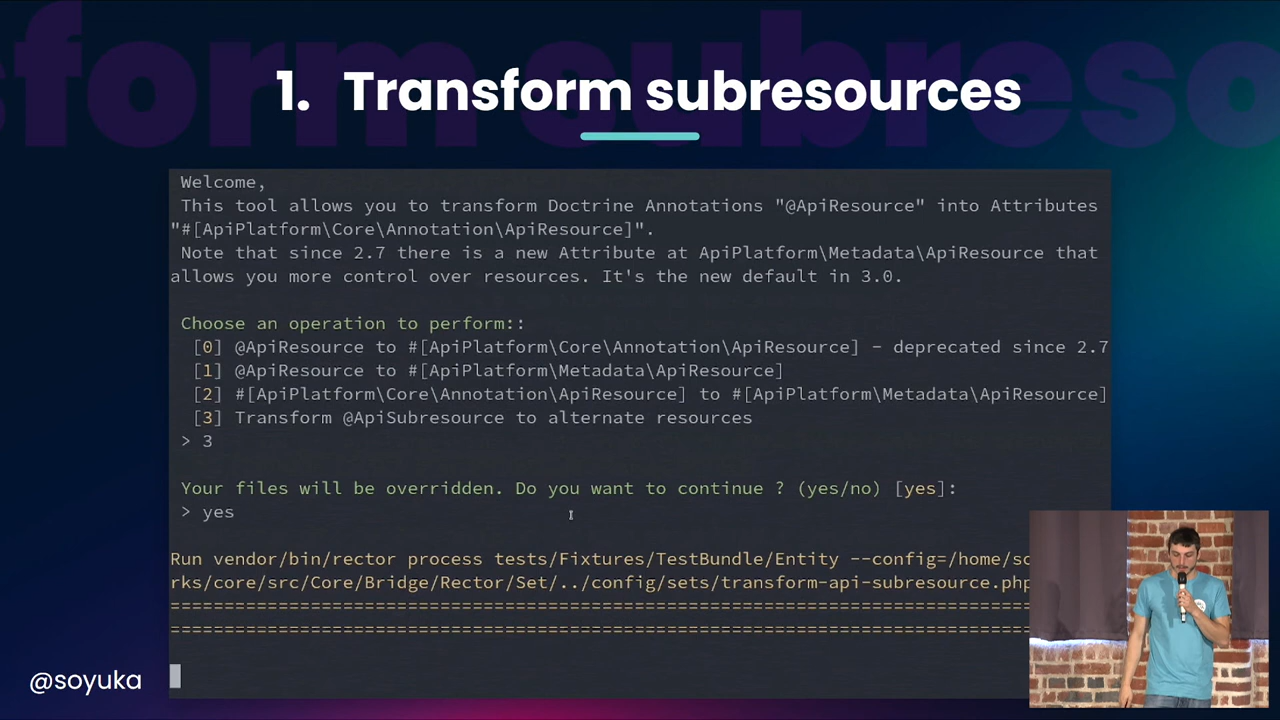 1. Transform subresources
Welcome,
This tool allows you to transform Doctrine Annotations "@ApiResource" into Attributes
"#[ApiPlatform\Core\Annotation\ApiResource]".
Note that since 2.7 there is a new Attribute at ApiPlatform\Metadata\ApiResource that
allows you more control over resources. It's the new default in 3.0.
Choose an operation to perform::
[0] @ApiResource to #[ApiPlatform\Core\Annotation\ApiResource] - deprecated since 2.7
[1] @ApiResource to #[ApiPlatform\Metadata\ApiResource]
[2] #[ApiPlatform\Core\Annotation\ApiResource] to #[ApiPlatform\Metadata\ApiResource]
[3] Transform @ApiSubresource to alternate resources
> 3
Your files will be overridden. Do you want to continue ? (yes/no) [yes]:
> yes
Run vendor/bin/rector process tests/Fixtures/TestBundle/Entity --config=/home/so
rks/core/src/Core/Bridge/Rector/Set/../config/sets/transform-api-subresource.php
@soyuka